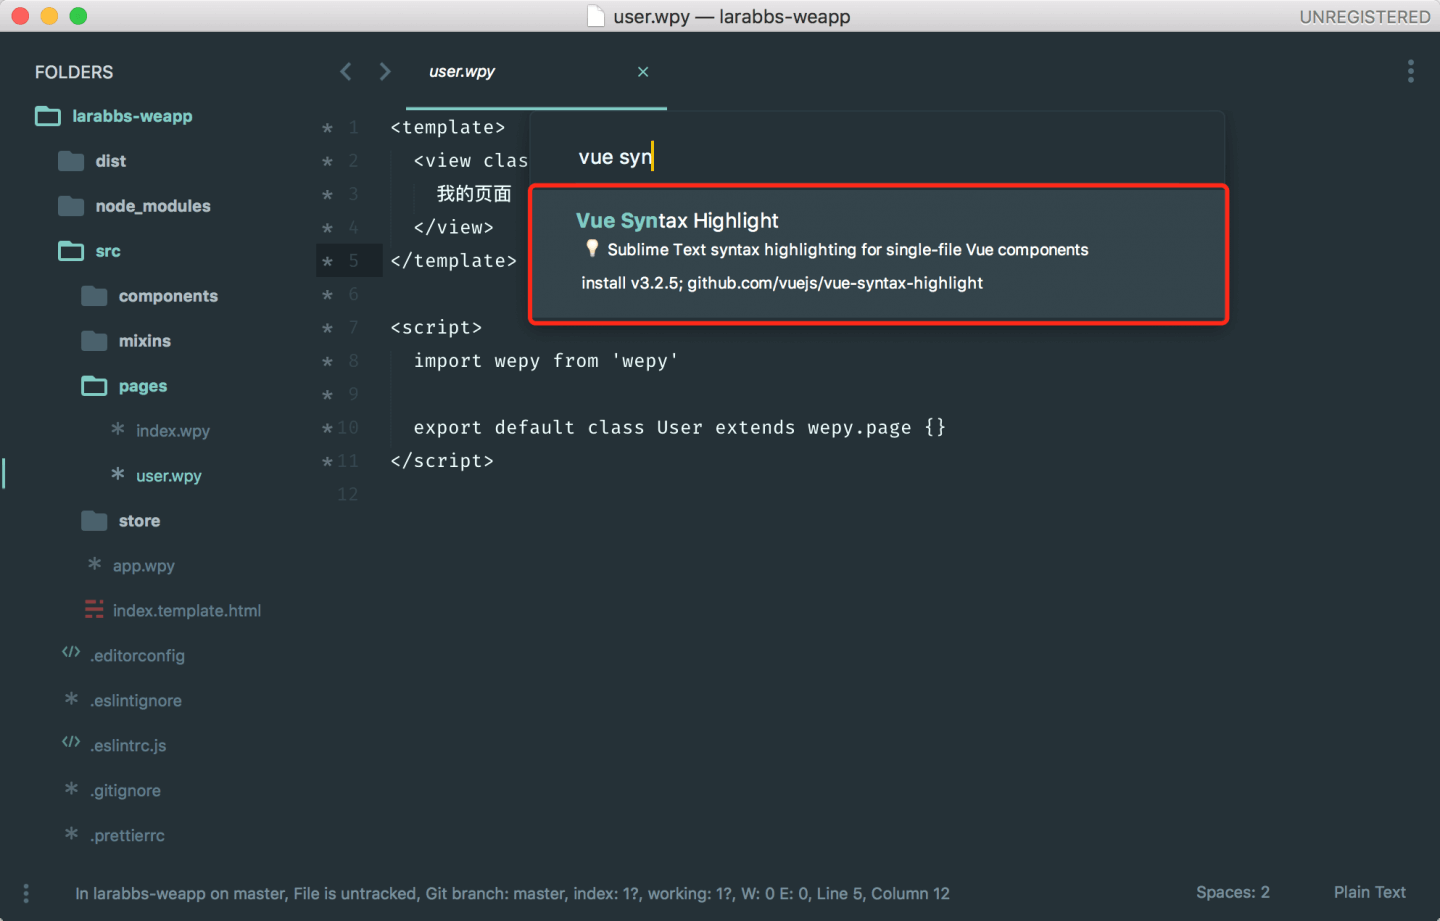 user.wpy — larabbs-weapp
UNREGISTERED
FOLDERS
larabbs-weapp
dist
node_modules
src
components
mixins
pages
* index.wpy
* user.wpy
store
* app.wpy
index.template.html
</> .editorconfig
* .eslintignore
</> .eslintrc.js
* .gitignore
* .prettierrc
user.wpy ×
vue syn
Vue Syntax Highlight
Sublime Text syntax highlighting for single-file Vue components
install v3.2.5; github.com/vuejs/vue-syntax-highlight
* 1 <template>
* 2 <view clas
* 3 我的页面
* 4 </view>
* 5 </template>
* 6
* 7 <script>
* 8 import wepy from 'wepy'
* 9
* 10 export default class User extends wepy.page {}
* 11 </script>
12
In larabbs-weapp on master, File is untracked, Git branch: master, index: 1?, working: 1?, W: 0 E: 0, Line 5, Column 12
Spaces: 2
Plain Text